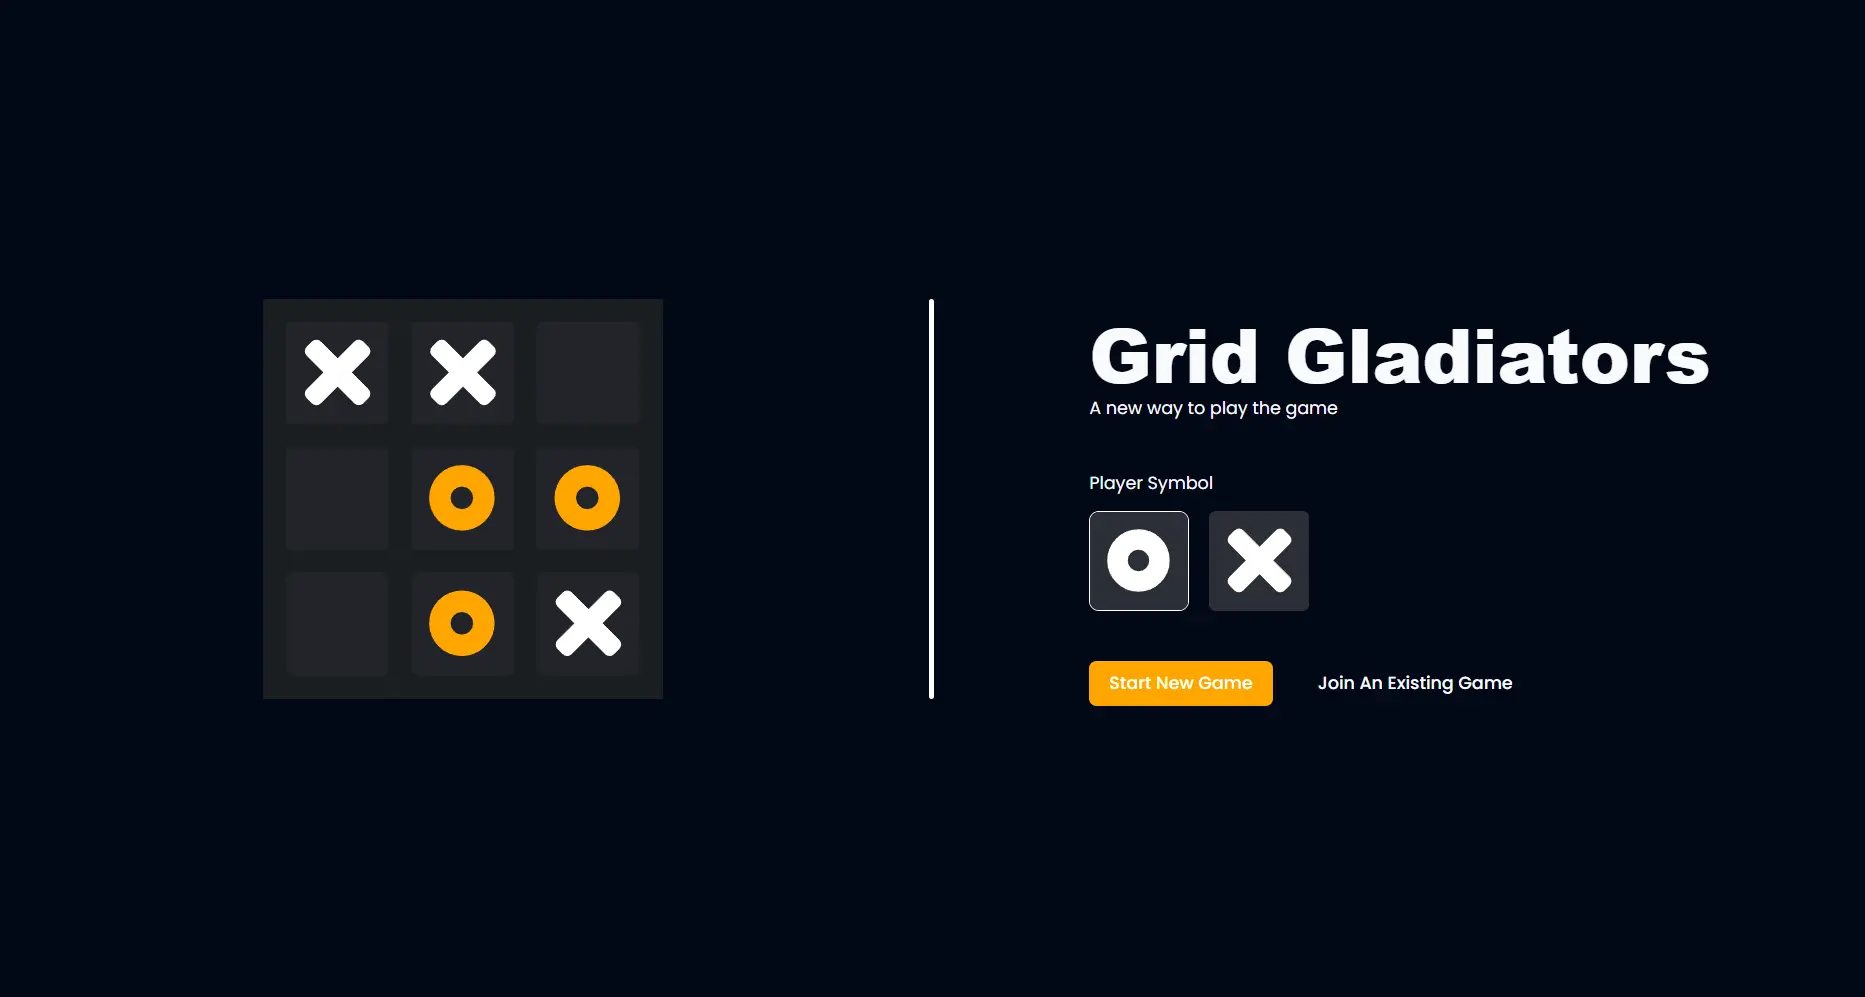 Grid Gladiators
A new way to play the game
Player Symbol
Start New Game
Join An Existing Game